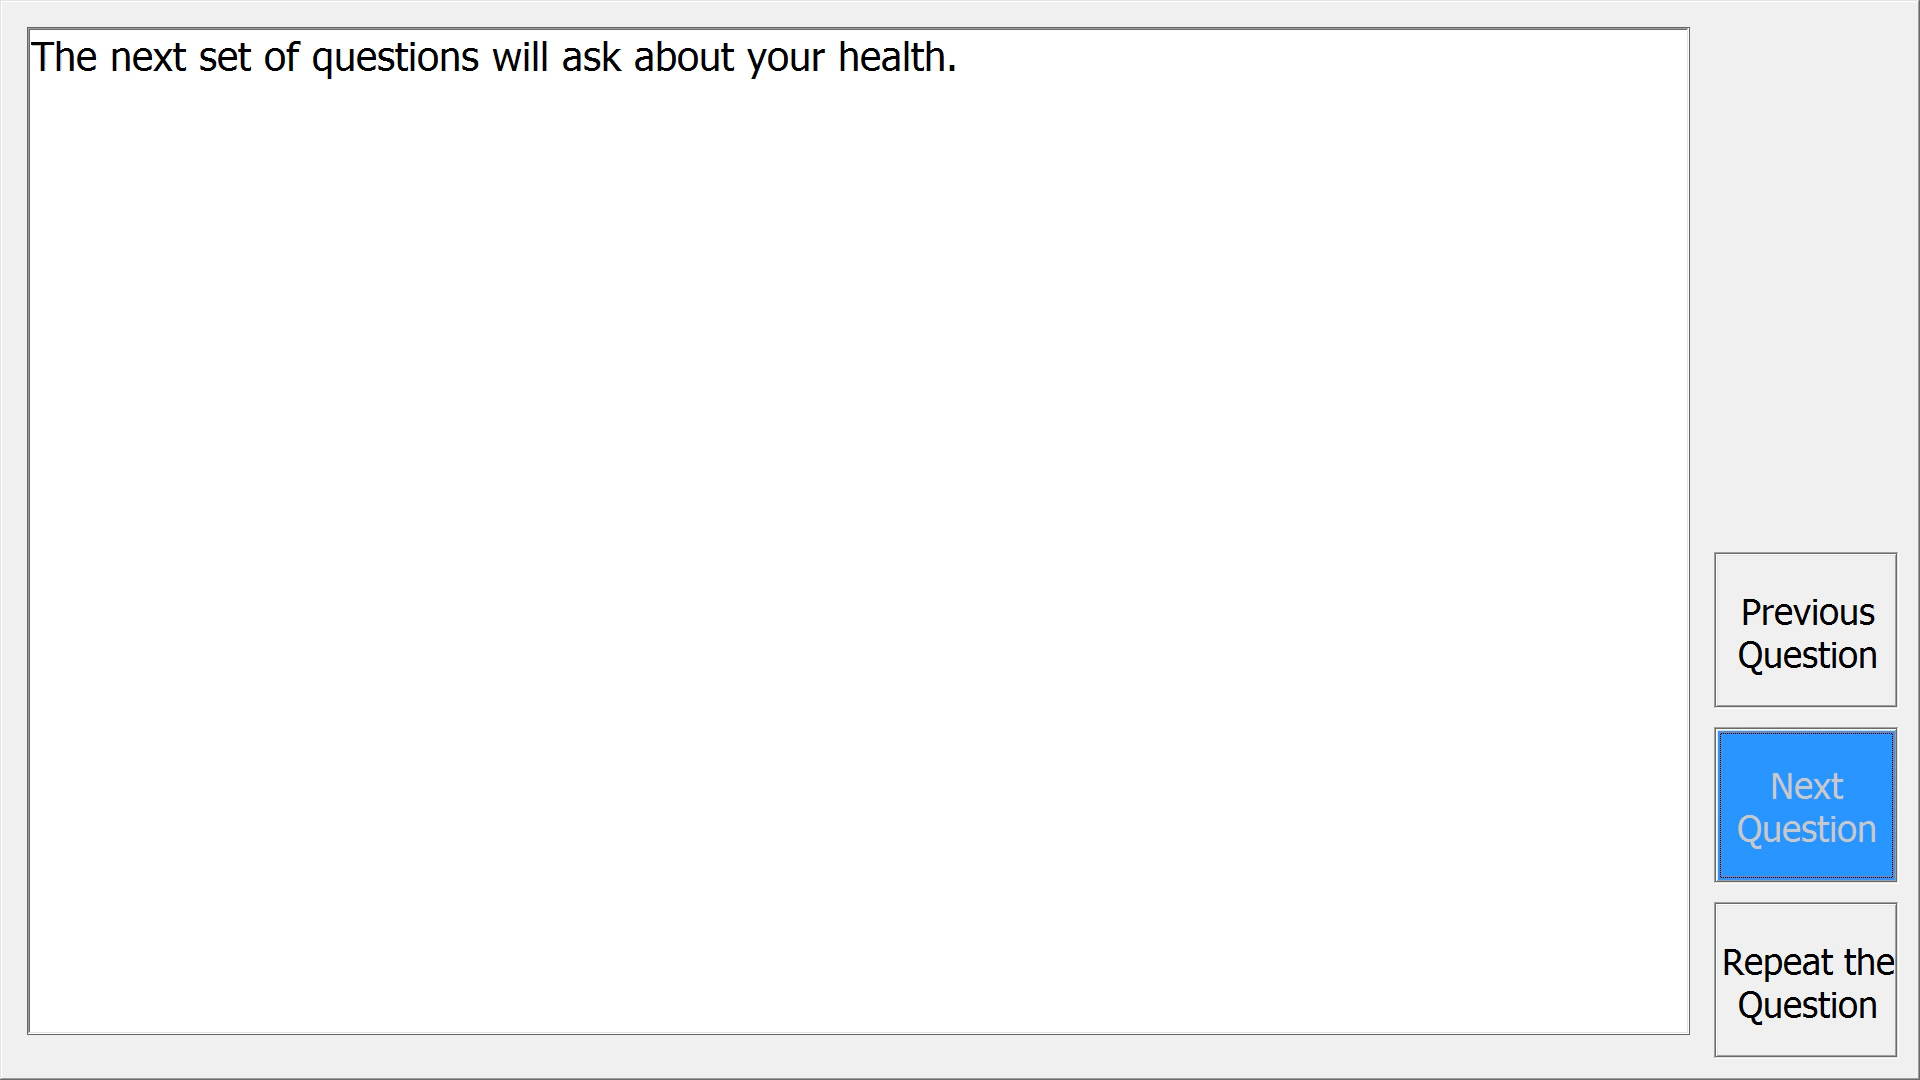 The next set of questions will ask about your health.
Previous
Question
Next
Question
Repeat the
Question